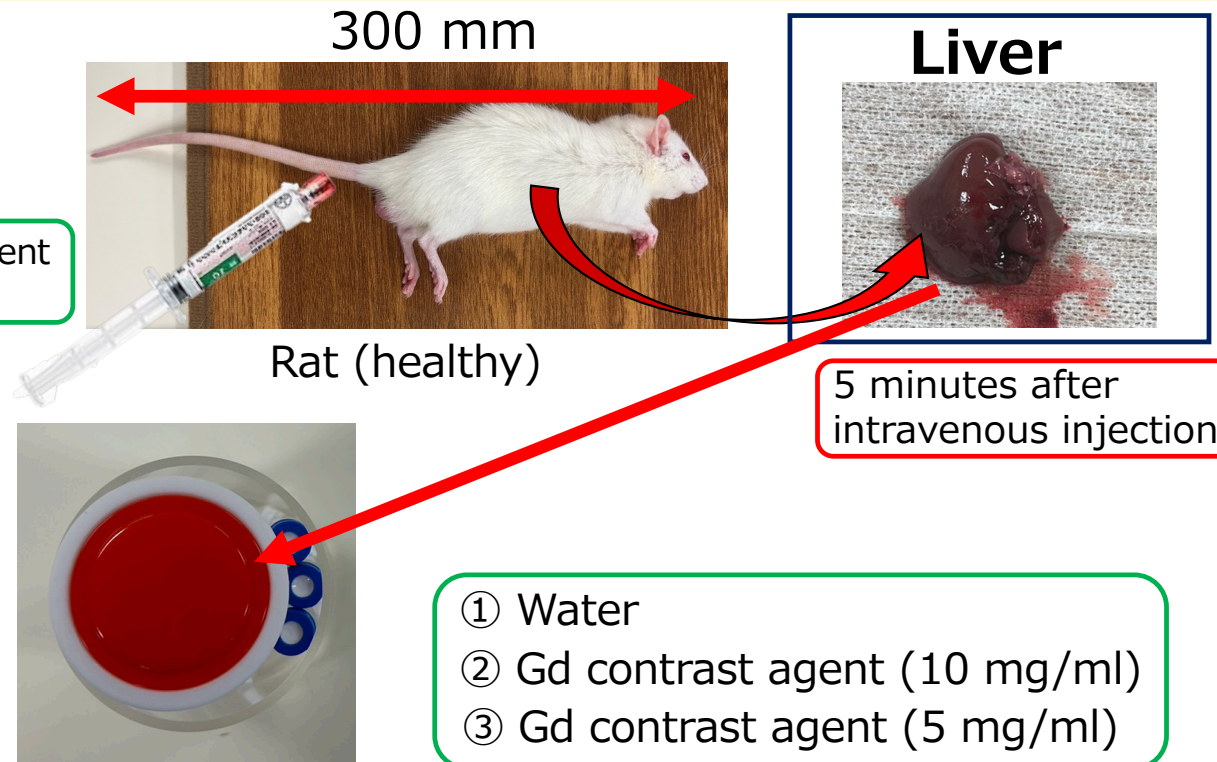 300 mm
Liver
ent
Rat (healthy)
5 minutes after
intravenous injection
① Water
② Gd contrast agent (10 mg/ml)
③ Gd contrast agent (5 mg/ml)